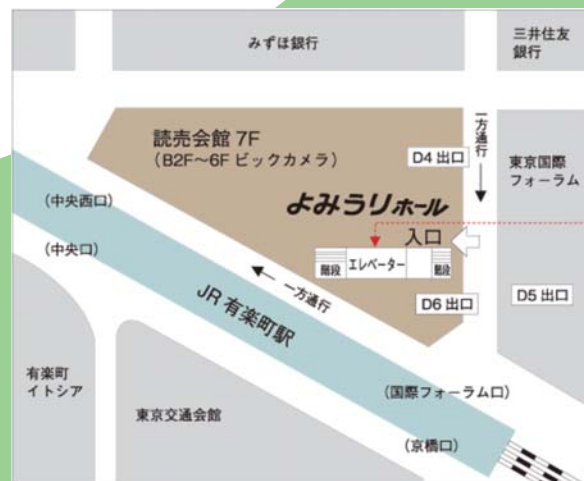 みずほ銀行
三井住友
銀行
読売会館 7F
(B2F〜6F ビックカメラ)
D4 出口
一方通行
東京国際
フォーラム
よみうりホール
入口
階段
エレベーター
階段
D6 出口
D5 出口
(中央西口)
(中央口)
一方通行
JR 有楽町駅
有楽町
イトシア
東京交通会館
(国際フォーラム口)
(京橋口)